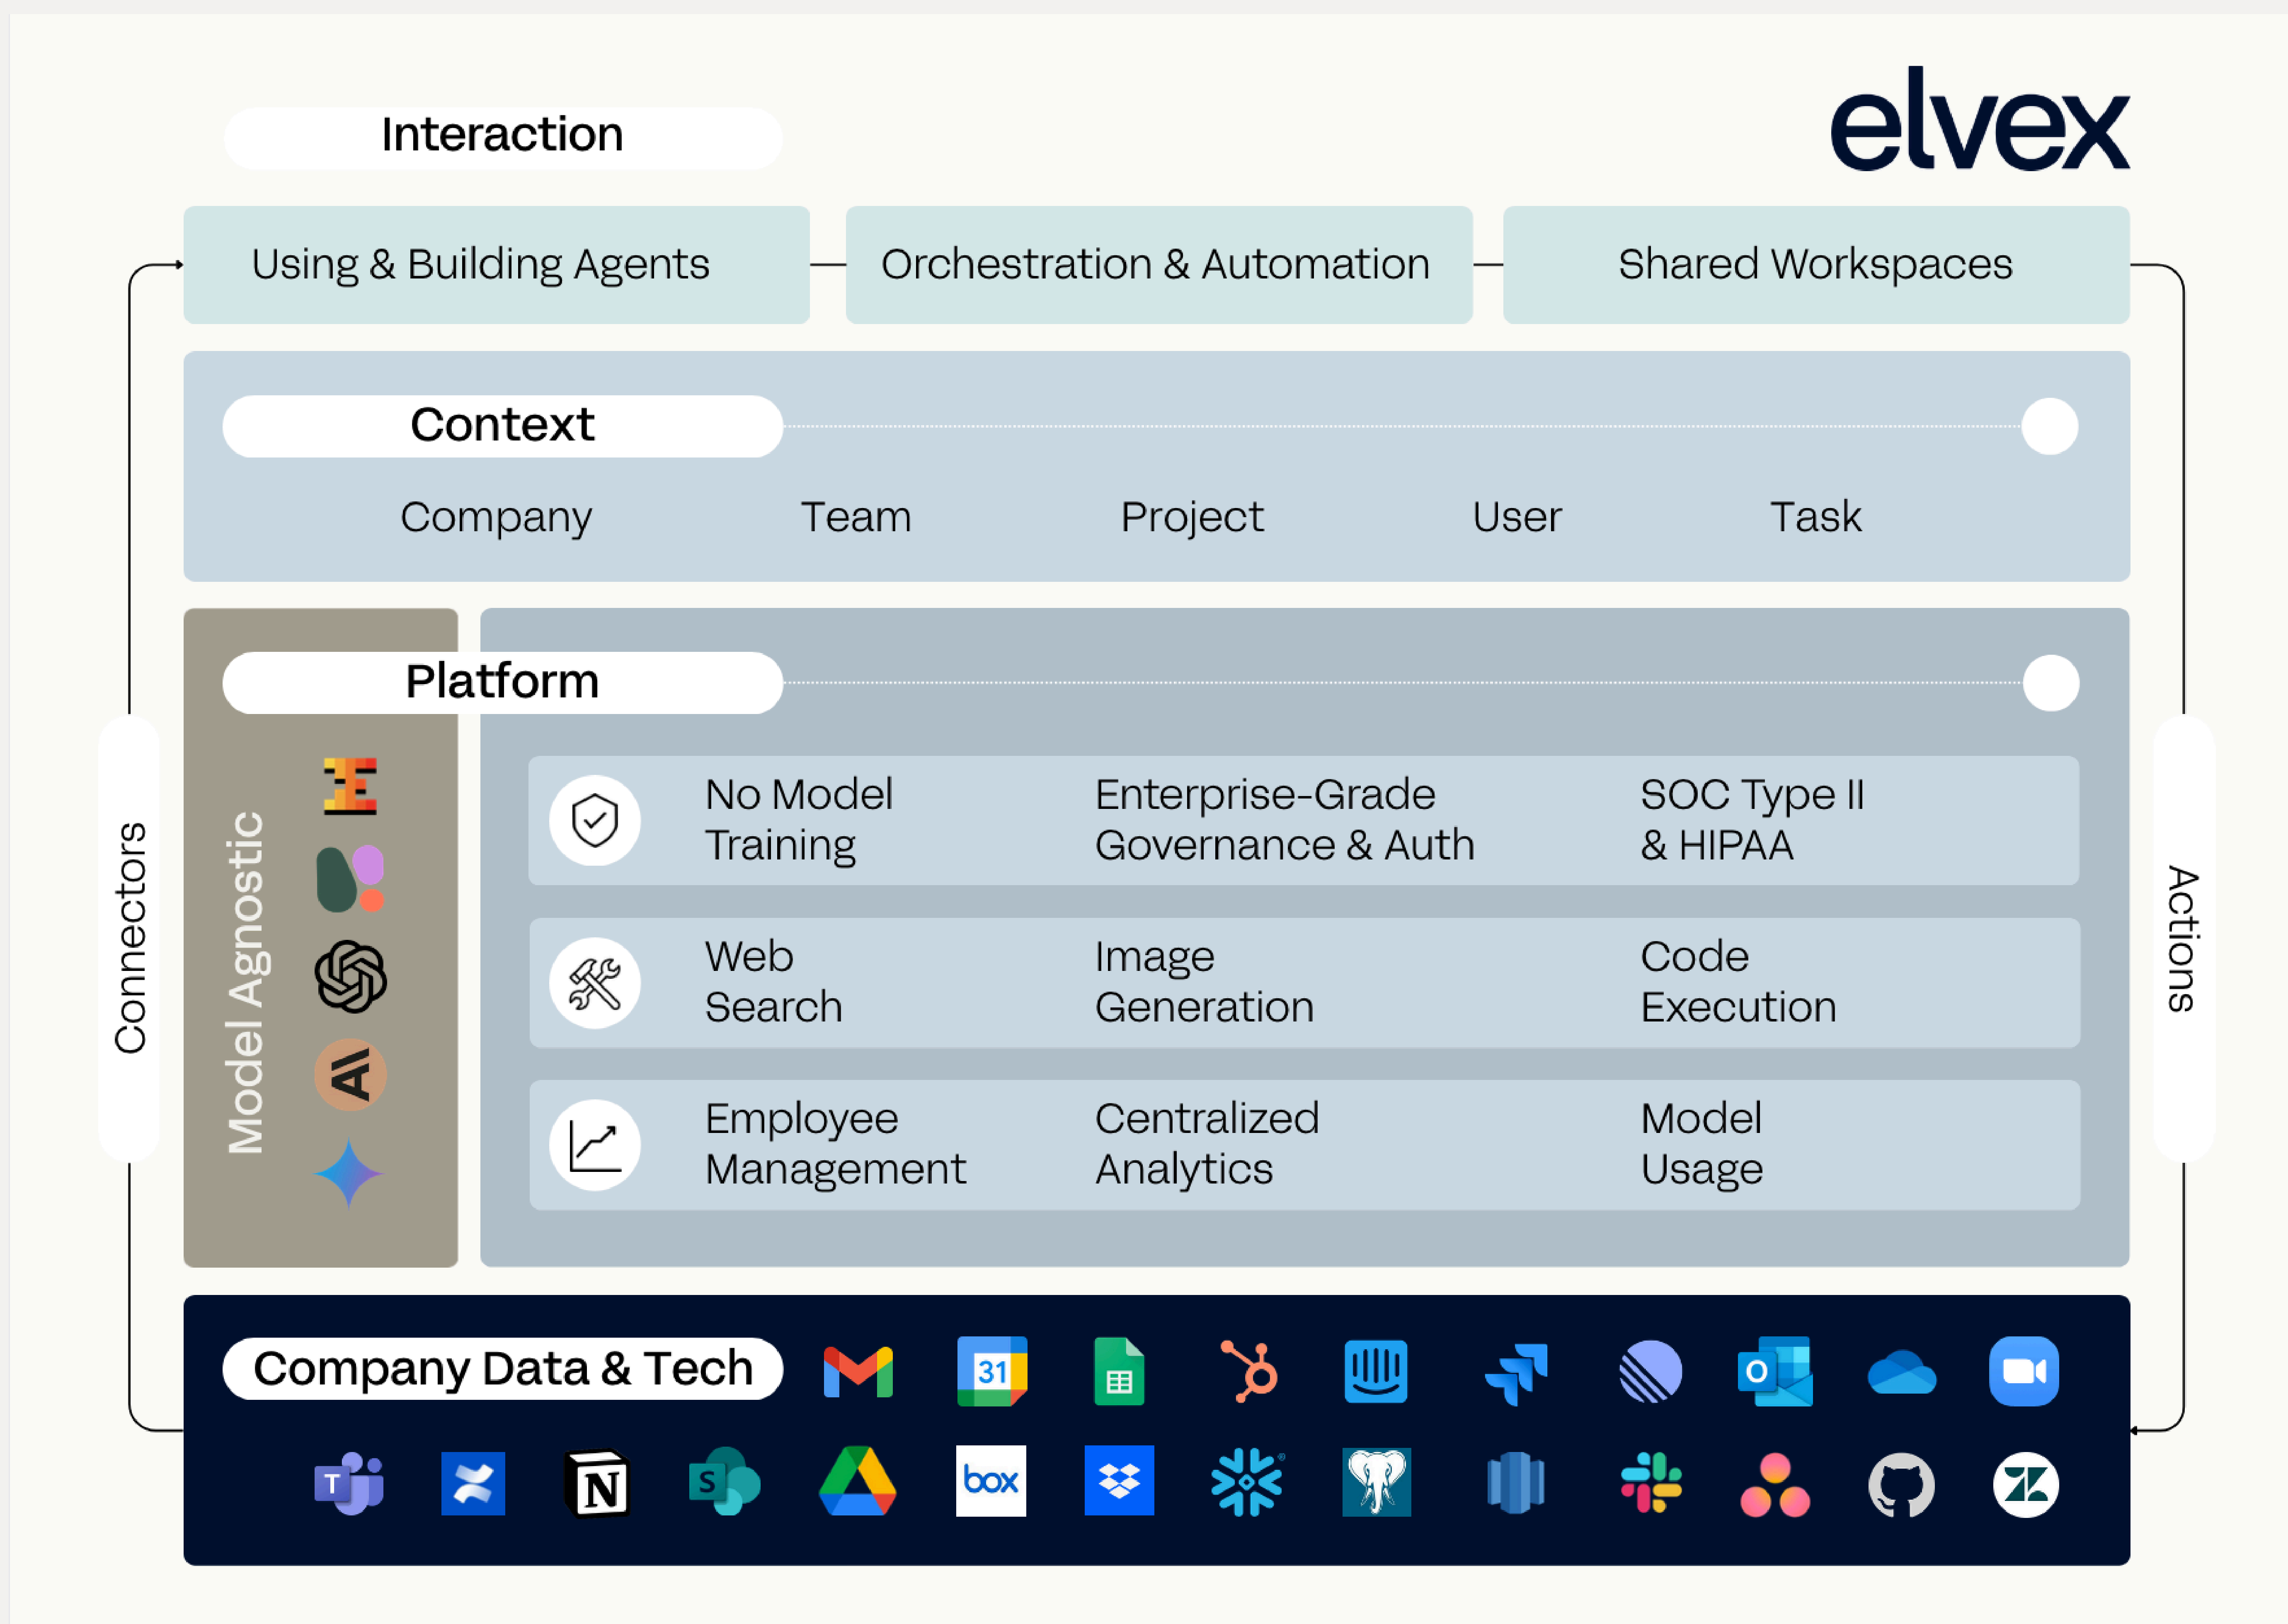 elvex
Interaction
Using & Building Agents
Orchestration & Automation
Shared Workspaces
Context
Company
Team
Project
User
Task
Connectors
Actions
Model Agnostic
Platform
No Model
Training
Enterprise-Grade
Governance & Auth
SOC Type II
& HIPAA
Web
Search
Image
Generation
Code
Execution
Employee
Management
Centralized
Analytics
Model
Usage
Company Data & Tech
31
O
T
N
S
box